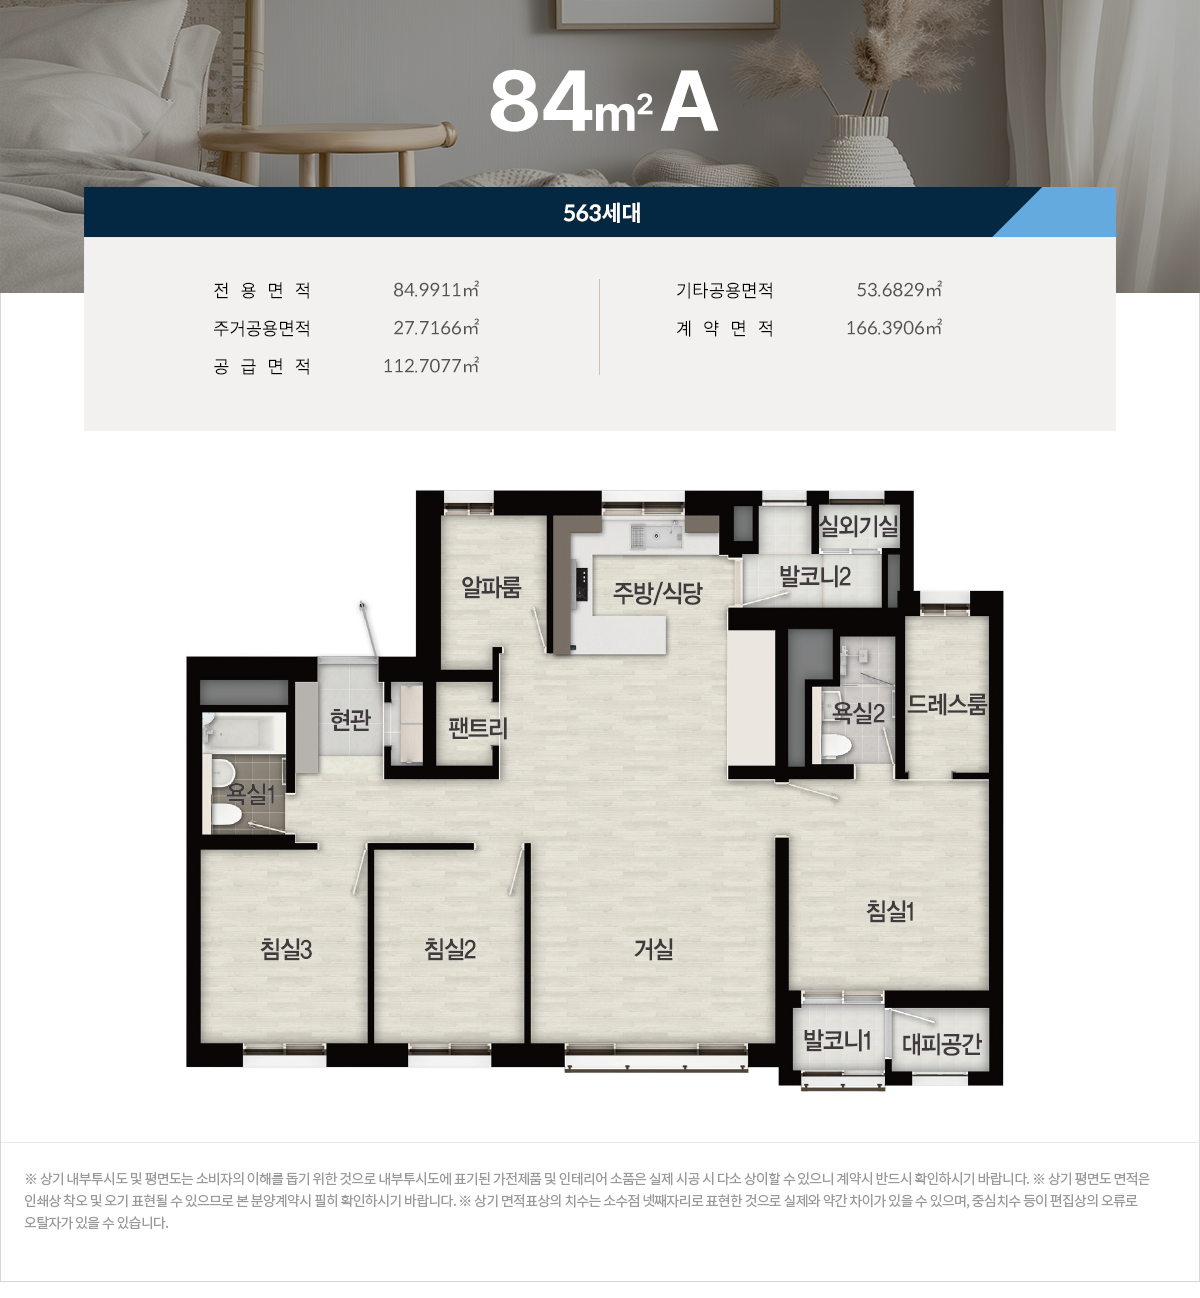 84m² A
563세대
전 용 면 적 84.9911㎡
주거공용면적 27.7166㎡
공 급 면 적 112.7077㎡
기타공용면적 53.6829㎡
계 약 면 적 166.3906㎡
실외기실
알파룸
주방/식당
발코니2
현관
팬트리
욕실2
드레스룸
욕실1
침실3
침실2
거실
침실1
발코니1
대피공간
※ 상기 내부투시도 및 평면도는 소비자의 이해를 돕기 위한 것으로 내부투시도에 표기된 가전제품 및 인테리어 소품은 실제 시공 시 다소 상이할 수 있으니 계약시 반드시 확인하시기 바랍니다. ※ 상기 평면도 면적은
인쇄상 착오 및 오기 표현될 수 있으므로 본 분양계약시 필히 확인하시기 바랍니다. ※ 상기 면적표상의 치수는 소수점 넷째자리로 표현한 것으로 실제와 약간 차이가 있을 수 있으며, 중심치수 등이 편집상의 오류로
오탈자가 있을 수 있습니다.